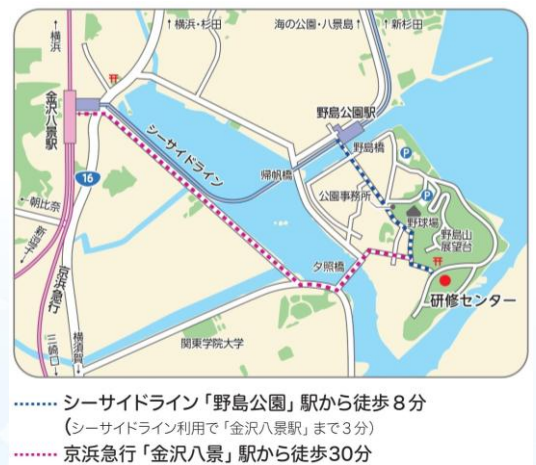 ↑横浜
↑横浜・杉田
海の公園・八景島↑
↑新杉田
金沢八景駅
野島公園駅
シーサイドライン
野島橋
P
帰帆橋
16
公園事務所
P
←朝比奈
野球場
野島山
展望台
新逗子↙
夕照橋
京浜急行
研修センター
関東学院大学
三崎口↓
横須賀↓
シーサイドライン「野島公園」駅から徒歩8分
(シーサイドライン利用で「金沢八景駅」まで3分)
京浜急行「金沢八景」駅から徒歩30分